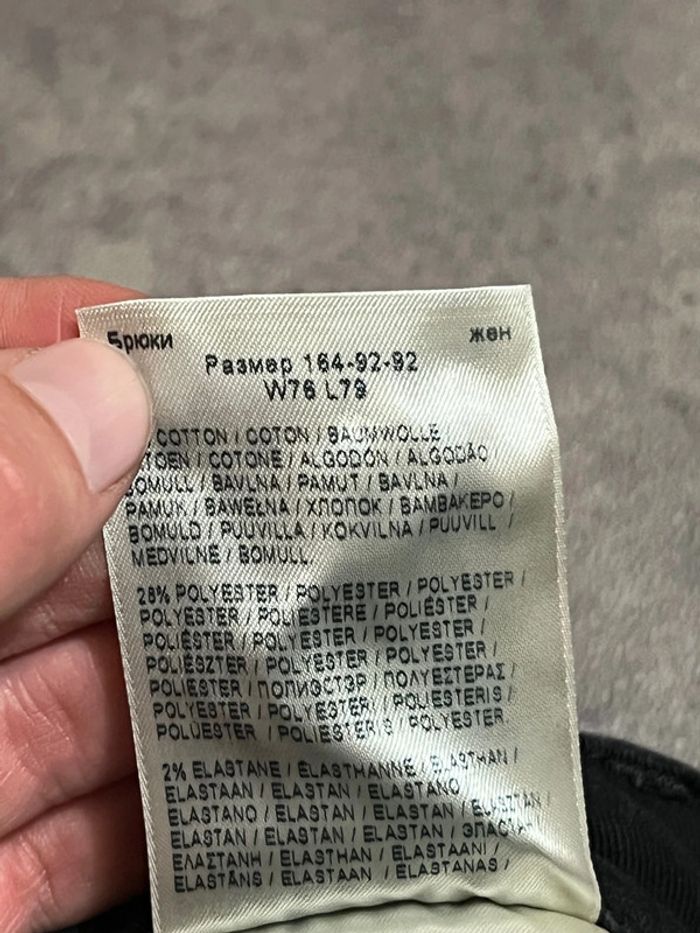 Брюки жен
Размер 164-92-92
W76 L79
COTTON / COTON / BAUMWOLLE
/ COTONE / ALGODÓN / ALGODÃO /
BOMULL / BAVLNA / PAMUT / BAVLNA /
PAMUK / BAWEŁNA / ХЛОПОК / ΒΑΜΒΑΚΕΡΟ /
BOMULD / PUUVILLA / KOKVILNA / PUUVILL /
MEDVILNE / BOMULL
28% POLYESTER / POLYESTER / POLYESTER /
POLYESTER / POLIESTERE / POLIÉSTER /
POLIÉSTER / POLYESTER / POLYESTER /
POLIÉSZTER / POLYESTER / POLYESTER /
POLIESTER / ПОЛИЭСТЭР / ΠΟΛΥΕΣΤΕΡΑΣ /
POLYESTER / POLYESTERI / POLIESTERIS /
POLÜESTER / POLIESTERIS / POLYESTER
2% ELASTANE / ÉLASTHANNE / ELASTHAN /
ELASTAAN / ELASTAN / ELASTANO
ELASTANO / ELASTAN / ELASTAN / ELASZTÁN /
ELASTAN / ELASTAN / ELASTAN / ЭЛАСТАН /
ΕΛΑΣΤΑΝΗ / ELASTHAN / ELASTAANI /
ELASTĀNS / ELASTAAN / ELASTANAS /